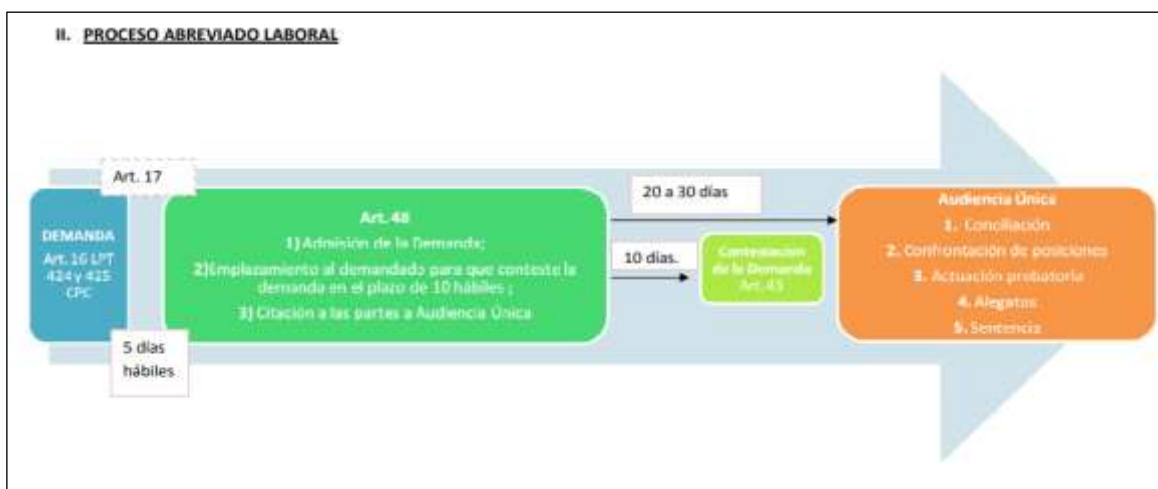 II. PROCESO ABREVIADO LABORAL
Art. 17
DEMANDA
Art. 16 LPT
424 y 425
CPC
5 días
hábiles
Art. 48
1) Admisión de la Demanda;
2)Emplazamiento al demandado para que conteste la
demanda en el plazo de 10 hábiles ;
3) Citación a las partes a Audiencia Única
20 a 30 días
10 días.
Contestación
de la Demanda
Art. 43
Audiencia Única
1. Conciliación
2. Confrontación de posiciones
3. Actuación probatoria
4. Alegatos
5. Sentencia